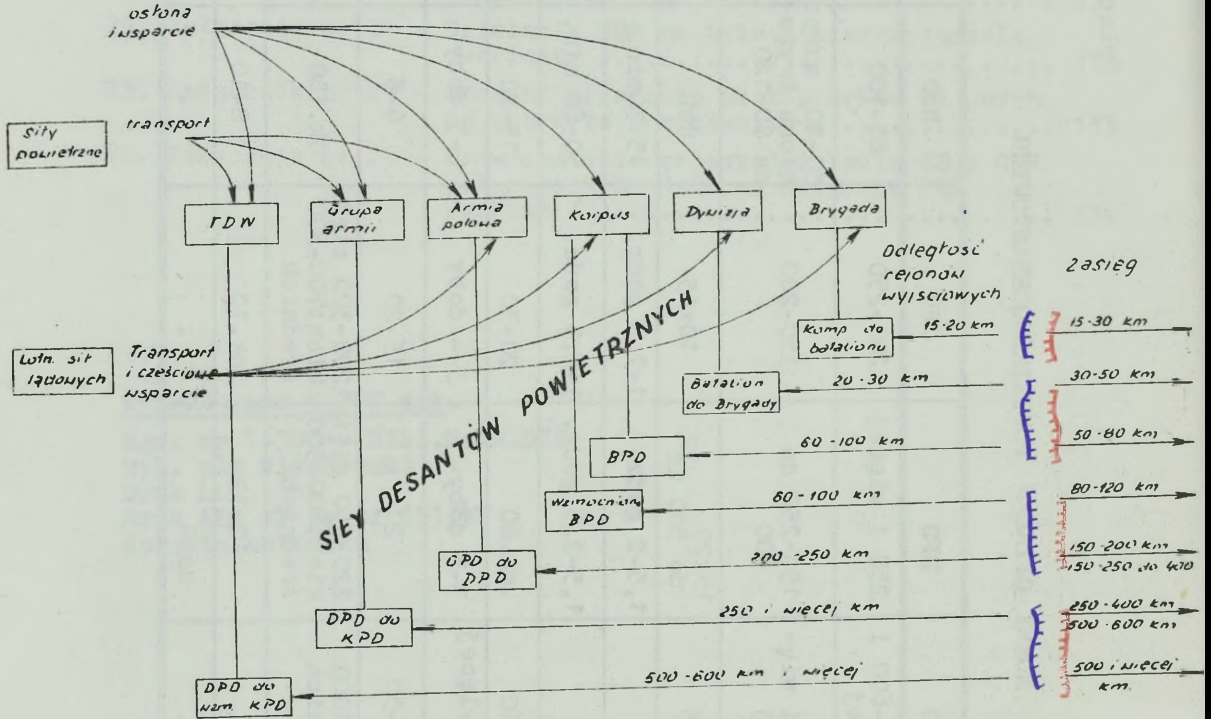 osłona
i wsparcie
siły
powietrzne
transport
TDW
Grupa
armii
Armia
polowa
Korpus
Dywizja
Brygada
Odległość
rejonów
wyjściowych
Zasięg
Lotn. sił
lądowych
Transport
i częściowe
wsparcie
SIŁY DESANTÓW POWIETRZNYCH
Komp do
batalionu
15-20 km
15-30 km
Batalion
do Brygady
20-30 km
30-50 km
BPD
60-100 km
50-80 km
Wzmocniona
BPD
60-100 km
80-120 km
GPD do
DPD
200-250 km
150-200 km
150-250 do 400
DPD do
KPD
250 i więcej km
250-400 km
500-600 km
DPD do
wzm. KPD
500-600 km i więcej
500 i więcej
km.